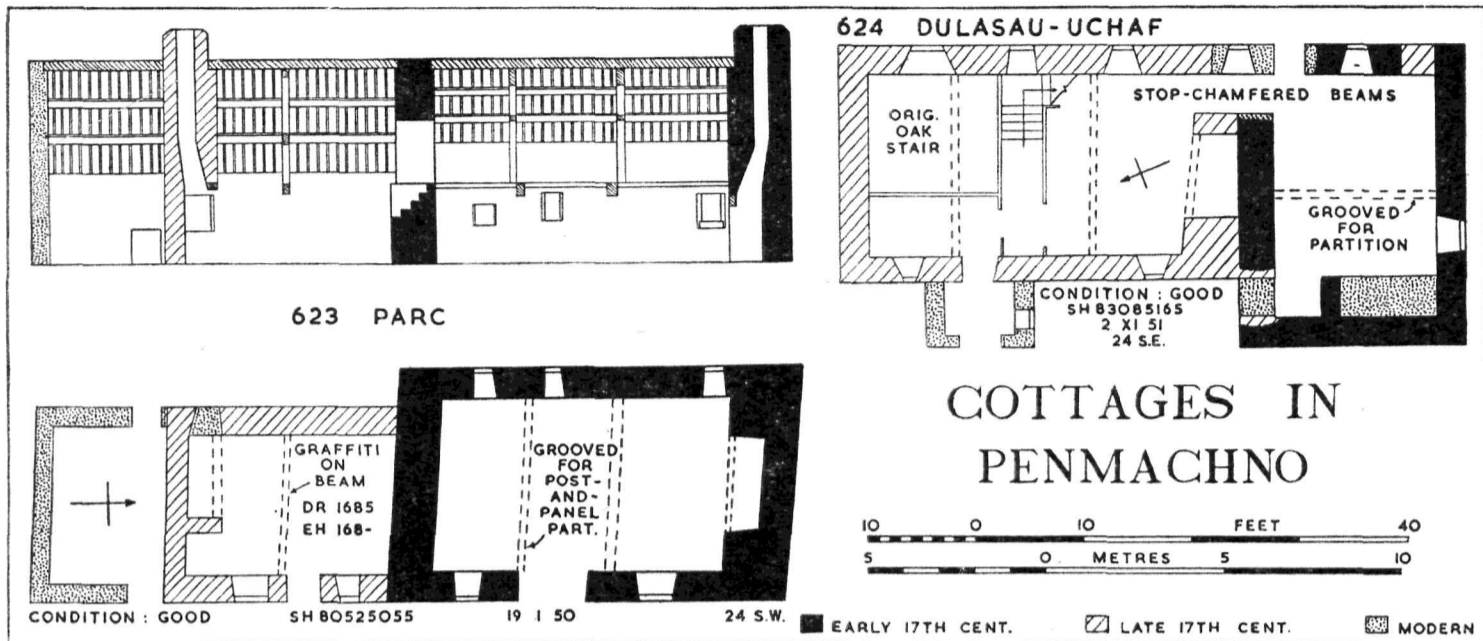 624 DULASAU-UCHAF
STOP-CHAMFERED BEAMS
ORIG.
OAK
STAIR
GROOVED
FOR
PARTITION
CONDITION : GOOD
SH 83085165
2 XI 51
24 S.E.
623 PARC
GRAFFITI
ON
BEAM
DR 1685
EH 168-
GROOVED
FOR
POST-
AND-
PANEL
PART.
CONDITION : GOOD SH 80525055 19 I 50 24 S.W.
COTTAGES IN
PENMACHNO
10 0 10 FEET 40
5 0 METRES 5 10
EARLY 17TH CENT. LATE 17TH CENT. MODERN